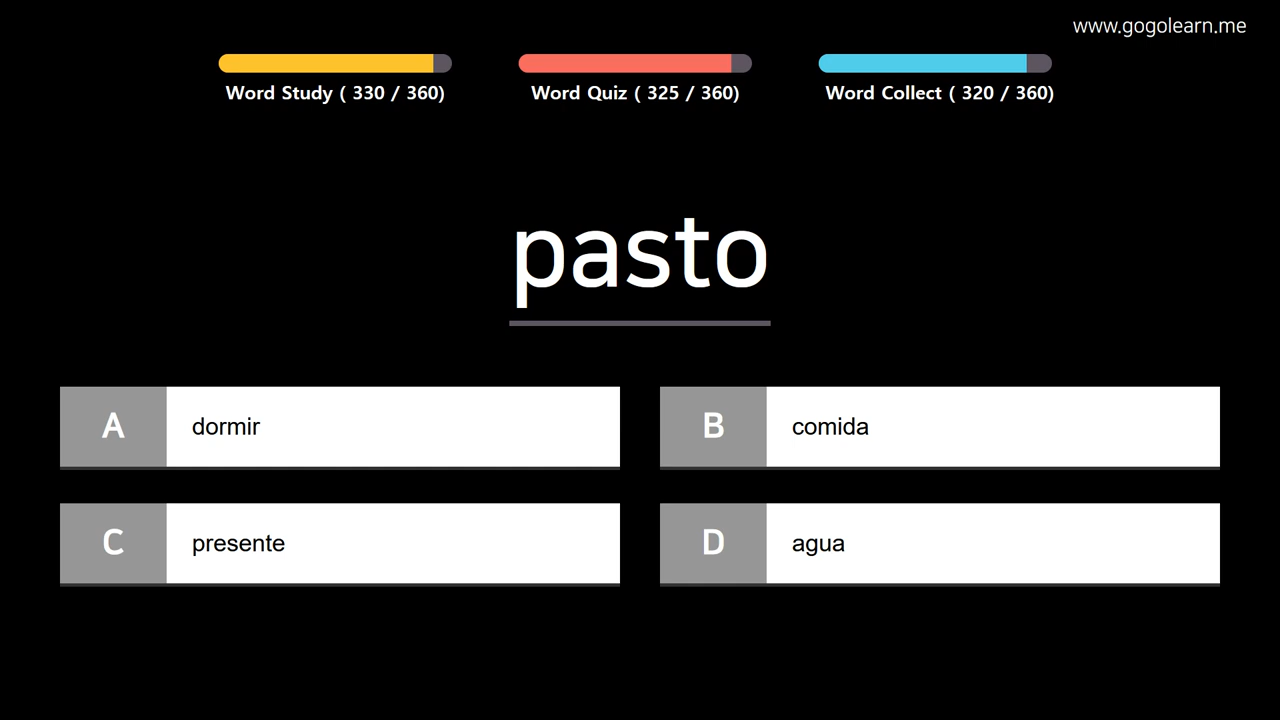 www.gogolearn.me
Word Study ( 330 / 360)
Word Quiz ( 325 / 360)
Word Collect ( 320 / 360)
pasto
A dormir
B comida
C presente
D agua